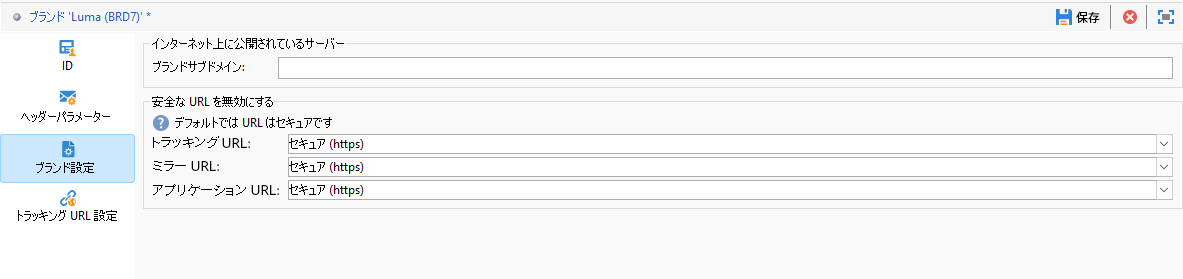 ブランド 'Luma (BRD7)' *
保存
ID
ヘッダーパラメーター
ブランド設定
トラッキング URL 設定
インターネット上に公開されているサーバー
ブランドサブドメイン:
安全な URL を無効にする
? デフォルトでは URL はセキュアです
トラッキング URL: セキュア (https)
ミラー URL: セキュア (https)
アプリケーション URL: セキュア (https)